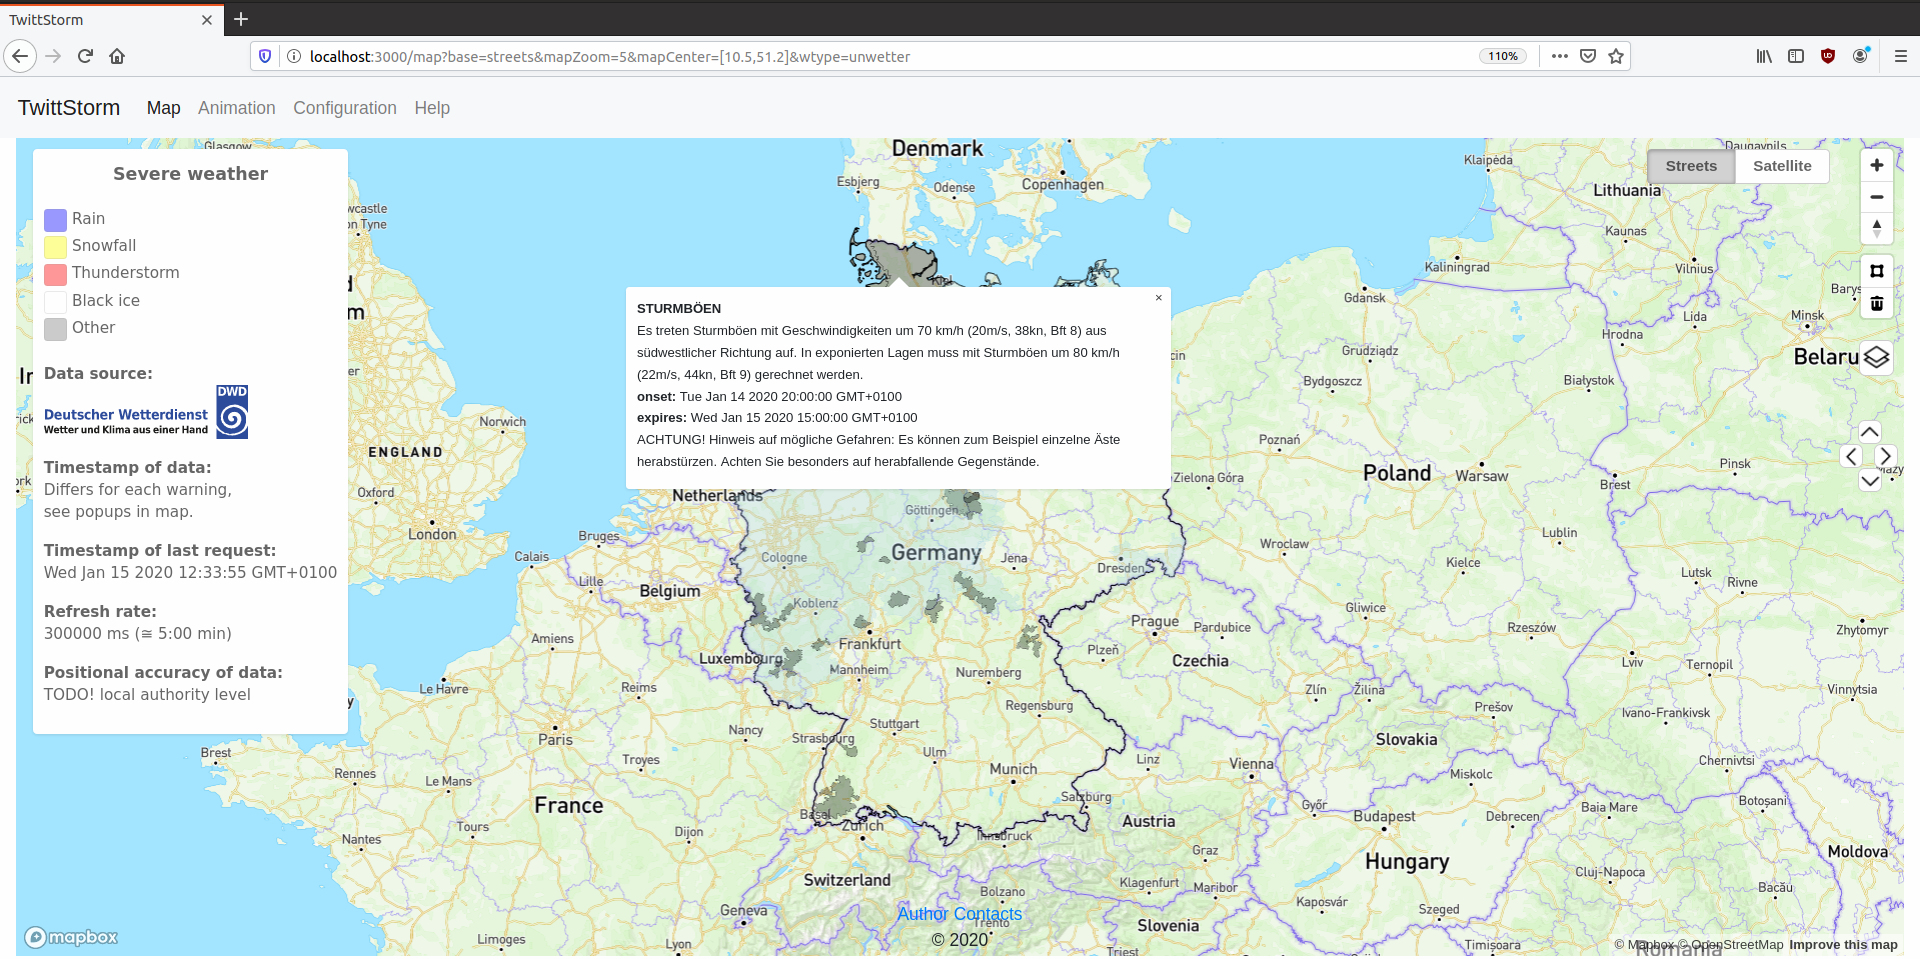 TwittStorm
localhost:3000/map?base=streets&mapZoom=5&mapCenter=[10.5,51.2]&wtype=unwetter
110%
TwittStorm Map Animation Configuration Help
Severe weather
Rain
Snowfall
Thunderstorm
Black ice
Other
Data source:
Deutscher Wetterdienst
Wetter und Klima aus einer Hand
DWD
Timestamp of data:
Differs for each warning,
see popups in map.
Timestamp of last request:
Wed Jan 15 2020 12:33:55 GMT+0100
Refresh rate:
300000 ms (≅ 5:00 min)
Positional accuracy of data:
TODO! local authority level
STURMBÖEN
Es treten Sturmböen mit Geschwindigkeiten um 70 km/h (20m/s, 38kn, Bft 8) aus
südwestlicher Richtung auf. In exponierten Lagen muss mit Sturmböen um 80 km/h
(22m/s, 44kn, Bft 9) gerechnet werden.
onset: Tue Jan 14 2020 20:00:00 GMT+0100
expires: Wed Jan 15 2020 15:00:00 GMT+0100
ACHTUNG! Hinweis auf mögliche Gefahren: Es können zum Beispiel einzelne Äste
herabstürzen. Achten Sie besonders auf herabfallende Gegenstände.
×
Streets Satellite
Glasgow
Denmark
Esbjerg
Odense
Copenhagen
Klaipėda
Daugavpils
Lithuania
Kaunas
Vilnius
Kaliningrad
Gdansk
Lida
Minsk
Hrodna
Grudziądz
Bydgoszcz
Białystok
Norwich
ENGLAND
Oxford
London
Poznań
Zielona Góra
Poland
Warsaw
Brest
Pinsk
Netherlands
Göttingen
Bruges
Calais
Cologne
Germany
Jena
Dresden
Wroclaw
Lublin
Lille
Belgium
Koblenz
Kielce
Lutsk
Rivne
Amiens
Frankfurt
Prague
Pardubice
Gliwice
Rzeszów
Zhytomyr
Luxembourg
Mannheim
Plzeň
Czechia
Lviv
Ternopil
Le Havre
Reims
Nuremberg
Zlín
Žilina
Vinnytsia
Regensburg
Prešov
Ivano-Frankivsk
Nancy
Strasbourg
Stuttgart
Brest
Paris
Troyes
Ulm
Munich
Linz
Vienna
Slovakia
Chernivtsi
Rennes
Le Mans
Miskolc
France
Salzburg
Győr
Budapest
Baia Mare
Botoșani
Basel
Zurich
Innsbruck
Austria
Debrecen
Nantes
Tours
Dijon
Graz
Hungary
Moldova
Switzerland
Bolzano
Klagenfurt
Maribor
Cluj-Napoca
Bacău
Geneva
Trento
Kaposvár
Szeged
Slovenia
Limoges
Lyon
Triest
Timișoara
Romania
Author Contacts
© 2020
mapbox
© Mapbox © OpenStreetMap Improve this map